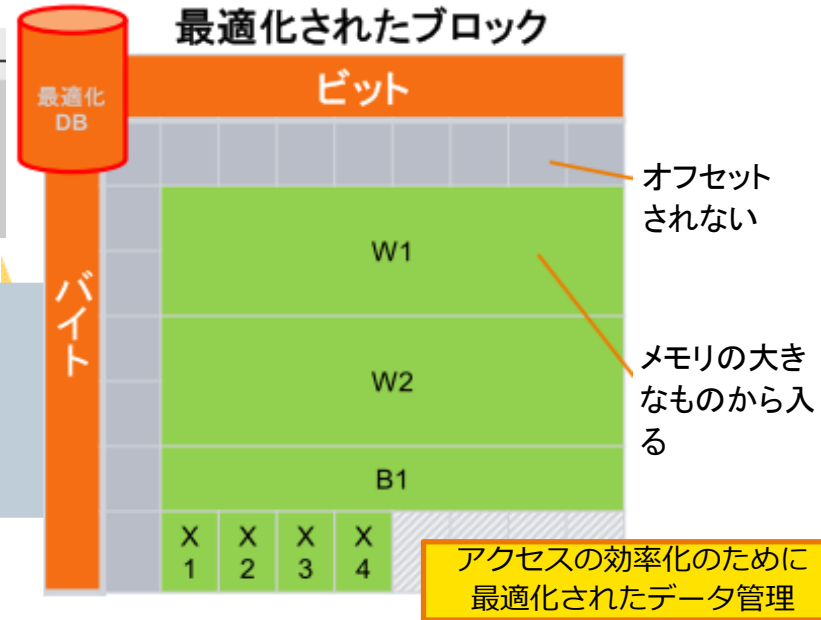 最適化されたブロック
最適化
DB
ビット
バイト
オフセット
されない
W1
メモリの大き
なものから入
る
W2
B1
X
1
X
2
X
3
X
4
アクセスの効率化のために
最適化されたデータ管理